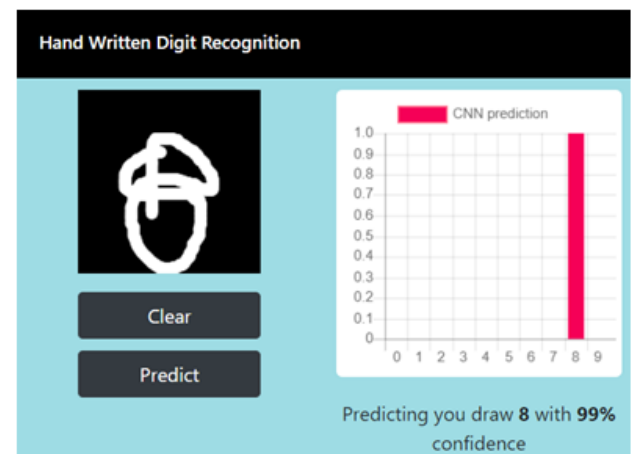 Hand Written Digit Recognition
CNN prediction
1.0
0.9
0.8
0.7
0.6
0.5
0.4
0.3
0.2
0.1
0
0 1 2 3 4 5 6 7 8 9
Clear
Predict
Predicting you draw 8 with 99%
confidence